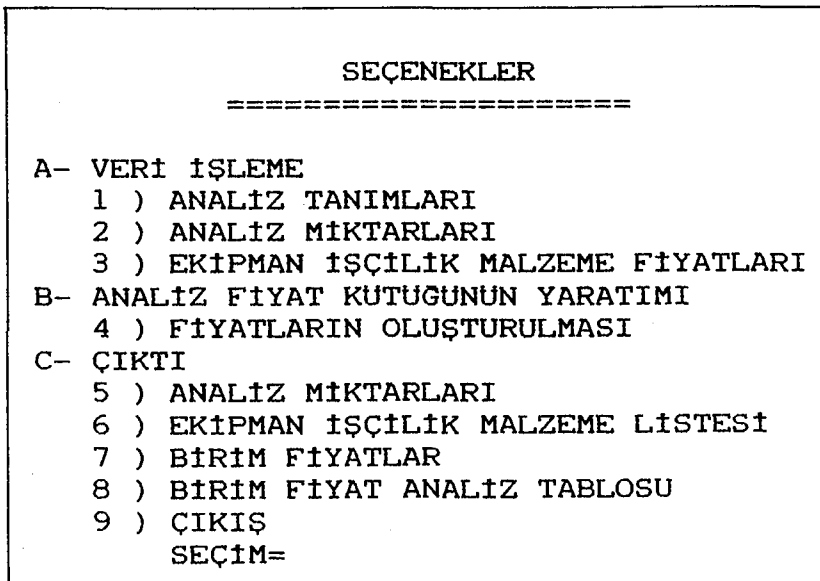 SEÇENEKLER
=====================
A- VERİ İŞLEME
1 ) ANALİZ TANIMLARI
2 ) ANALİZ MİKTARLARI
3 ) EKİPMAN İŞÇİLİK MALZEME FİYATLARI
B- ANALİZ FİYAT KUTUGUNUN YARATIMI
4 ) FİYATLARIN OLUŞTURULMASI
C- ÇIKTI
5 ) ANALİZ MİKTARLARI
6 ) EKİPMAN İŞÇİLİK MALZEME LİSTESİ
7 ) BİRİM FİYATLAR
8 ) BİRİM FİYAT ANALİZ TABLOSU
9 ) ÇIKIŞ
SEÇİM=